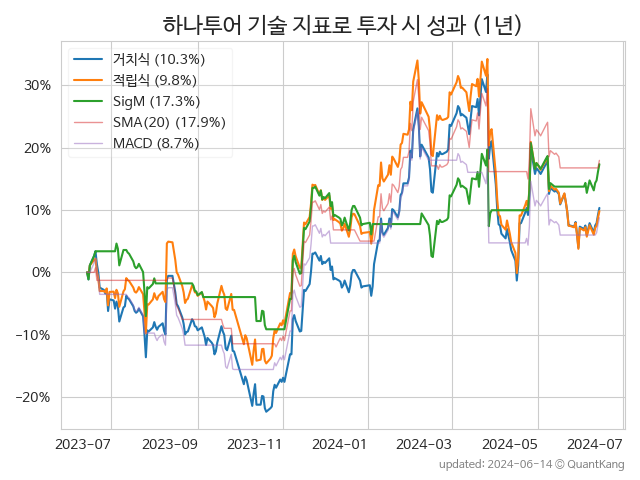 하나투어 기술 지표로 투자 시 성과 (1년)
거치식 (10.3%)
적립식 (9.8%)
SigM (17.3%)
SMA(20) (17.9%)
MACD (8.7%)
30%
20%
10%
0%
−10%
−20%
2023-07
2023-09
2023-11
2024-01
2024-03
2024-05
2024-07
updated: 2024-06-14 © QuantKang